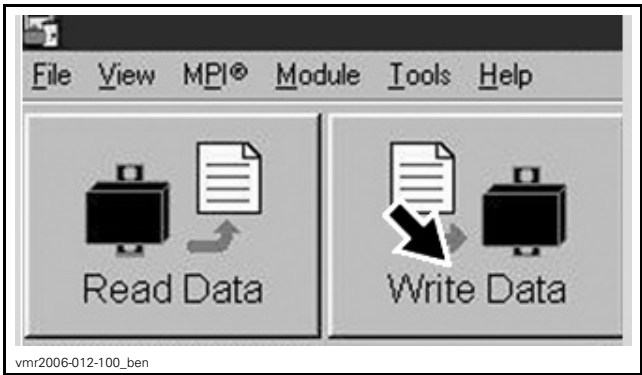 File View MPI® Module Tools Help
Read Data Write Data
vmr2006-012-100_ben